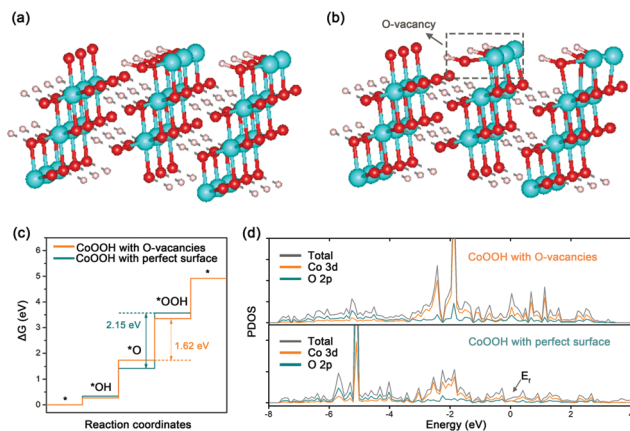 O-vacancy
(a)
(b)
(c)
CoOOH with O-vacancies
CoOOH with perfect surface
*
*OOH
2.15 eV
*O
1.62 eV
*OH
*
6
5
4
3
2
1
0
ΔG (eV)
Reaction coordinates
(d)
Total
Co 3d
O 2p
CoOOH with O-vacancies
Total
Co 3d
O 2p
CoOOH with perfect surface
Ef
PDOS
-8 -6 -4 -2 0 2
Energy (eV)